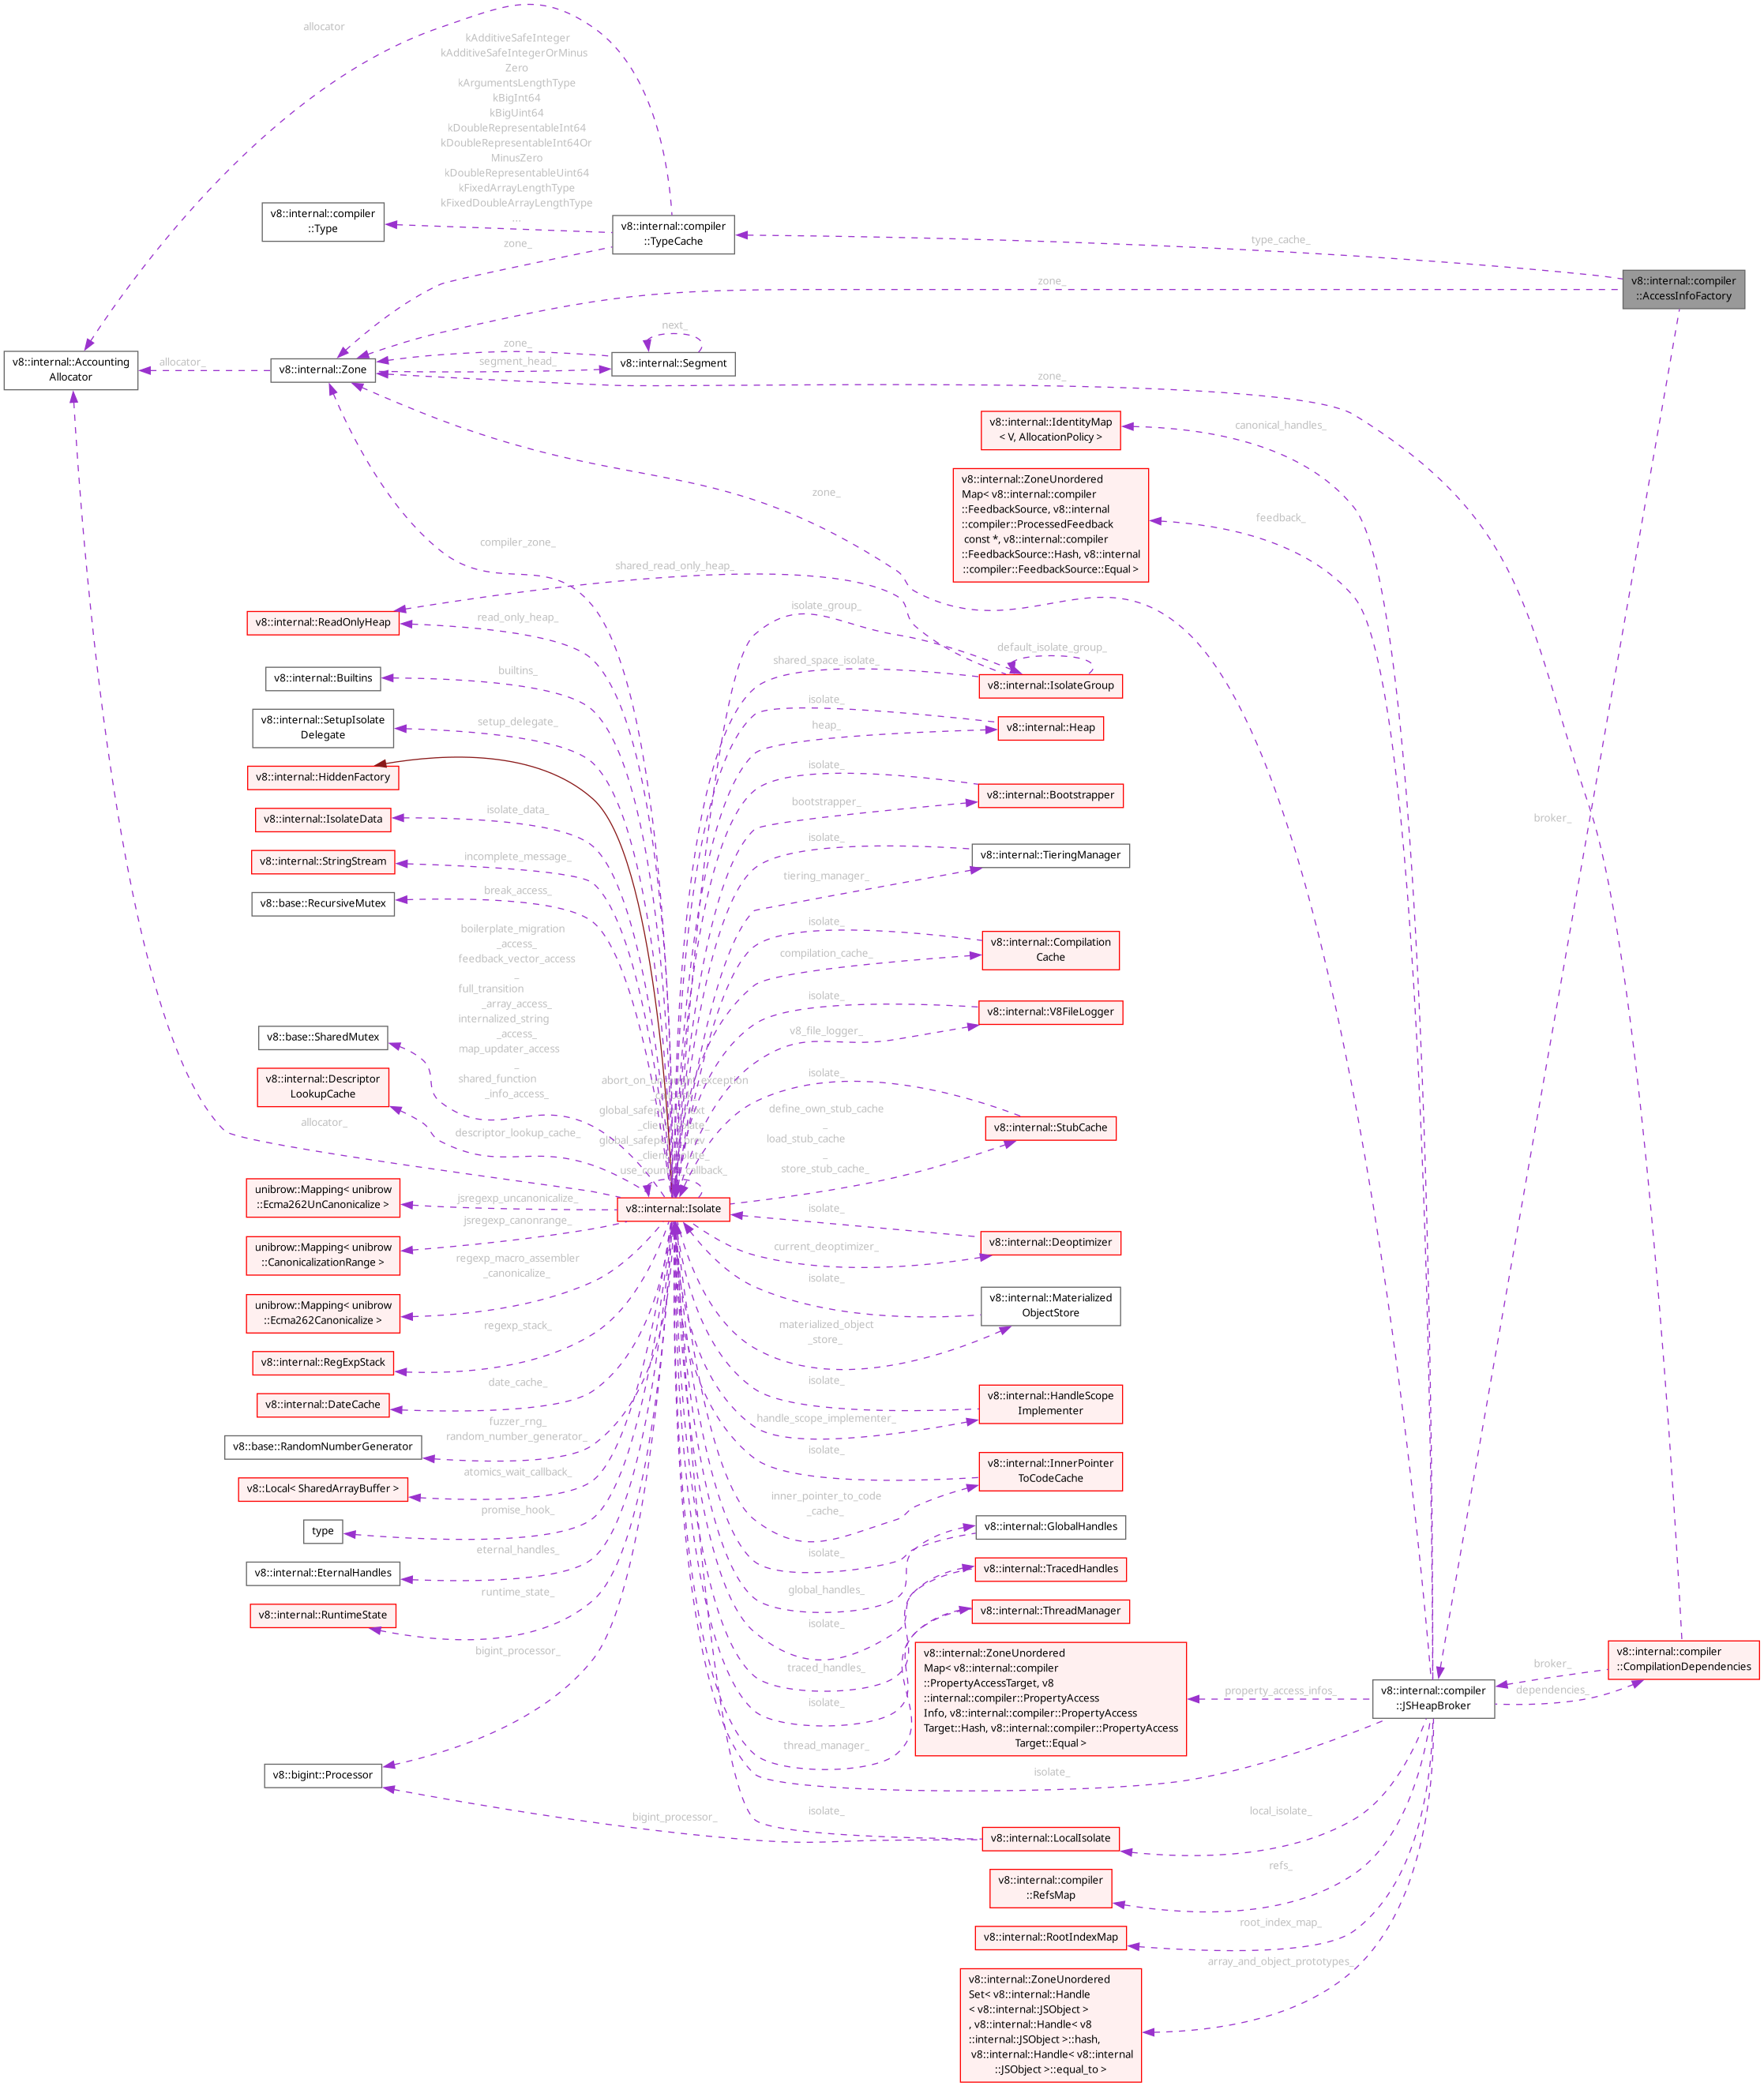 allocator
kAdditiveSafeInteger
kAdditiveSafeIntegerOrMinus
Zero
kArgumentsLengthType
kBigInt64
kBigUint64
kDoubleRepresentableInt64
kDoubleRepresentableInt64Or
MinusZero
kDoubleRepresentableUint64
kFixedArrayLengthType
kFixedDoubleArrayLengthType
...
v8::internal::compiler
::Type
v8::internal::compiler
::TypeCache
type_cache_
zone_
v8::internal::compiler
::AccessInfoFactory
zone_
next_
zone_
segment_head_
v8::internal::Segment
v8::internal::Accounting
Allocator
allocator_
v8::internal::Zone
zone_
v8::internal::IdentityMap
< V, AllocationPolicy >
canonical_handles_
v8::internal::ZoneUnordered
Map< v8::internal::compiler
::FeedbackSource, v8::internal
::compiler::ProcessedFeedback
const *, v8::internal::compiler
::FeedbackSource::Hash, v8::internal
::compiler::FeedbackSource::Equal >
feedback_
zone_
compiler_zone_
shared_read_only_heap_
v8::internal::ReadOnlyHeap
read_only_heap_
isolate_group_
default_isolate_group_
v8::internal::Builtins
builtins_
shared_space_isolate_
v8::internal::IsolateGroup
v8::internal::SetupIsolate
Delegate
setup_delegate_
isolate_
heap_
v8::internal::Heap
v8::internal::HiddenFactory
isolate_
bootstrapper_
v8::internal::Bootstrapper
v8::internal::IsolateData
isolate_data_
broker_
v8::internal::StringStream
incomplete_message_
isolate_
tiering_manager_
v8::internal::TieringManager
v8::base::RecursiveMutex
break_access_
isolate_
compilation_cache_
v8::internal::Compilation
Cache
boilerplate_migration
_access_
feedback_vector_access
_
full_transition
_array_access_
internalized_string
_access_
map_updater_access
_
shared_function
_info_access_
v8::base::SharedMutex
isolate_
v8_file_logger_
v8::internal::V8FileLogger
v8::internal::Descriptor
LookupCache
descriptor_lookup_cache_
allocator_
isolate_
define_own_stub_cache
_
load_stub_cache
_
store_stub_cache_
v8::internal::StubCache
unibrow::Mapping< unibrow
::Ecma262UnCanonicalize >
jsregexp_uncanonicalize_
v8::internal::Isolate
unibrow::Mapping< unibrow
::CanonicalizationRange >
jsregexp_canonrange_
isolate_
current_deoptimizer_
v8::internal::Deoptimizer
unibrow::Mapping< unibrow
::Ecma262Canonicalize >
regexp_macro_assembler
_canonicalize_
isolate_
materialized_object
_store_
v8::internal::Materialized
ObjectStore
v8::internal::RegExpStack
regexp_stack_
v8::internal::DateCache
date_cache_
isolate_
handle_scope_implementer_
v8::internal::HandleScope
Implementer
v8::base::RandomNumberGenerator
fuzzer_rng_
random_number_generator_
isolate_
inner_pointer_to_code
_cache_
v8::internal::InnerPointer
ToCodeCache
v8::Local< SharedArrayBuffer >
atomics_wait_callback_
type
promise_hook_
v8::internal::GlobalHandles
isolate_
global_handles_
v8::internal::EternalHandles
eternal_handles_
v8::internal::TracedHandles
isolate_
traced_handles_
v8::internal::RuntimeState
runtime_state_
v8::internal::ThreadManager
isolate_
thread_manager_
bigint_processor_
v8::internal::ZoneUnordered
Map< v8::internal::compiler
::PropertyAccessTarget, v8
::internal::compiler::PropertyAccess
Info, v8::internal::compiler::PropertyAccess
Target::Hash, v8::internal::compiler::PropertyAccess
Target::Equal >
property_access_infos_
v8::internal::compiler
::JSHeapBroker
broker_
dependencies_
v8::internal::compiler
::CompilationDependencies
v8::bigint::Processor
isolate_
bigint_processor_
isolate_
v8::internal::LocalIsolate
local_isolate_
v8::internal::compiler
::RefsMap
refs_
v8::internal::RootIndexMap
root_index_map_
array_and_object_prototypes_
v8::internal::ZoneUnordered
Set< v8::internal::Handle
< v8::internal::JSObject >
, v8::internal::Handle< v8
::internal::JSObject >::hash,
v8::internal::Handle< v8::internal
::JSObject >::equal_to >